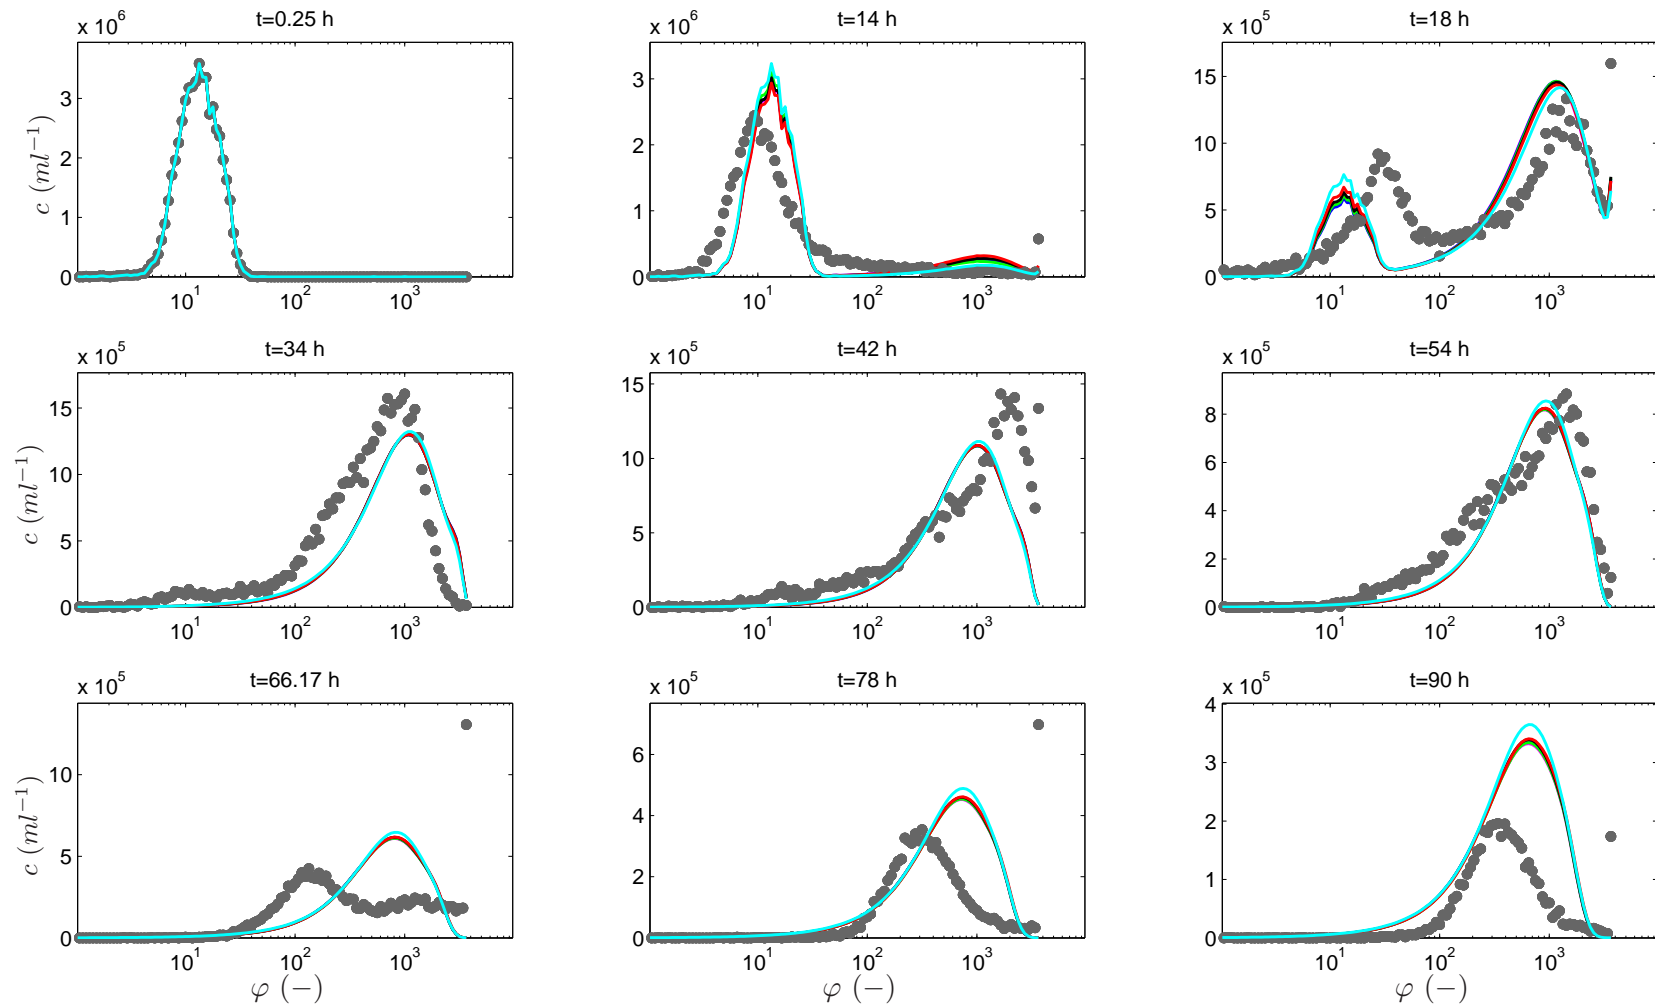 x 10^6 t=0.25 h
3
2
1
0
c (ml^{-1})
10^1 10^2 10^3
x 10^6 t=14 h
3
2
1
0
10^1 10^2 10^3
x 10^5 t=18 h
15
10
5
0
10^1 10^2 10^3
x 10^5 t=34 h
15
10
5
0
c (ml^{-1})
10^1 10^2 10^3
x 10^5 t=42 h
15
10
5
0
10^1 10^2 10^3
x 10^5 t=54 h
8
6
4
2
0
10^1 10^2 10^3
x 10^5 t=66.17 h
10
5
0
c (ml^{-1})
10^1 10^2 10^3
φ (−)
x 10^5 t=78 h
6
4
2
0
10^1 10^2 10^3
φ (−)
x 10^5 t=90 h
4
3
2
1
0
10^1 10^2 10^3
φ (−)